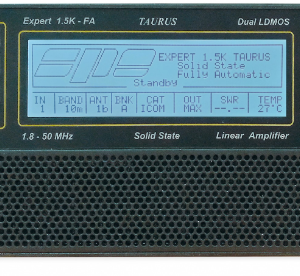 Expert 1.5K - FA TAURUS Dual LDMOS
spe EXPERT 1.5K TAURUS
Solid State
Fully Automatic
Standby
IN BAND ANT BNK CAT OUT SWR TEMP
1 10m 1b A ICOM MAX --.-- 27°C
1.8 - 50 MHz Solid State Linear Amplifier